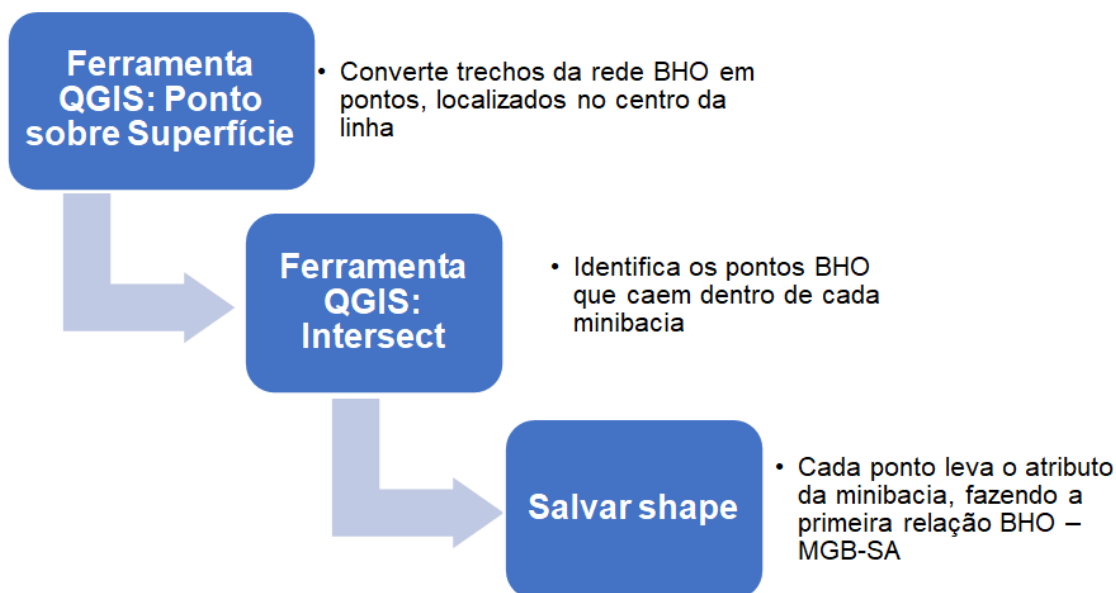 Ferramenta
QGIS: Ponto
sobre Superfície
• Converte trechos da rede BHO em
pontos, localizados no centro da
linha
Ferramenta
QGIS:
Intersect
• Identifica os pontos BHO
que caem dentro de cada
minibacia
Salvar shape
• Cada ponto leva o atributo
da minibacia, fazendo a
primeira relação BHO –
MGB-SA